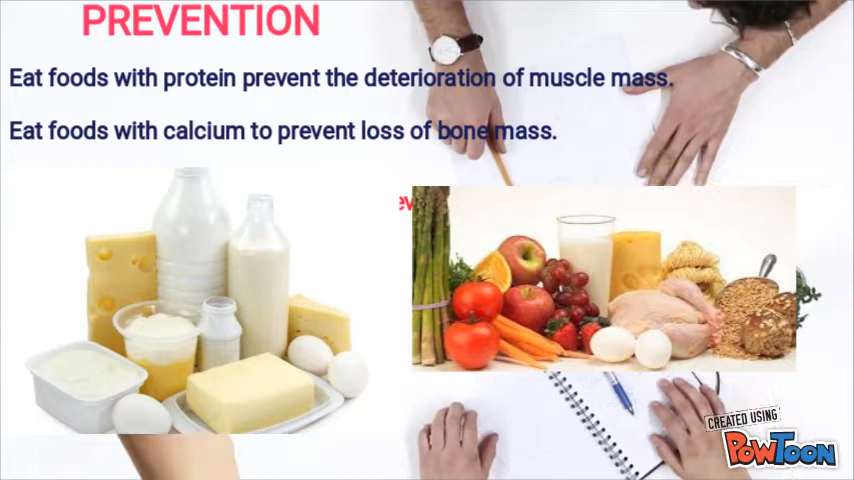 PREVENTION
Eat foods with protein prevent the deterioration of muscle mass.
Eat foods with calcium to prevent loss of bone mass.
CREATED USING
POWTOON